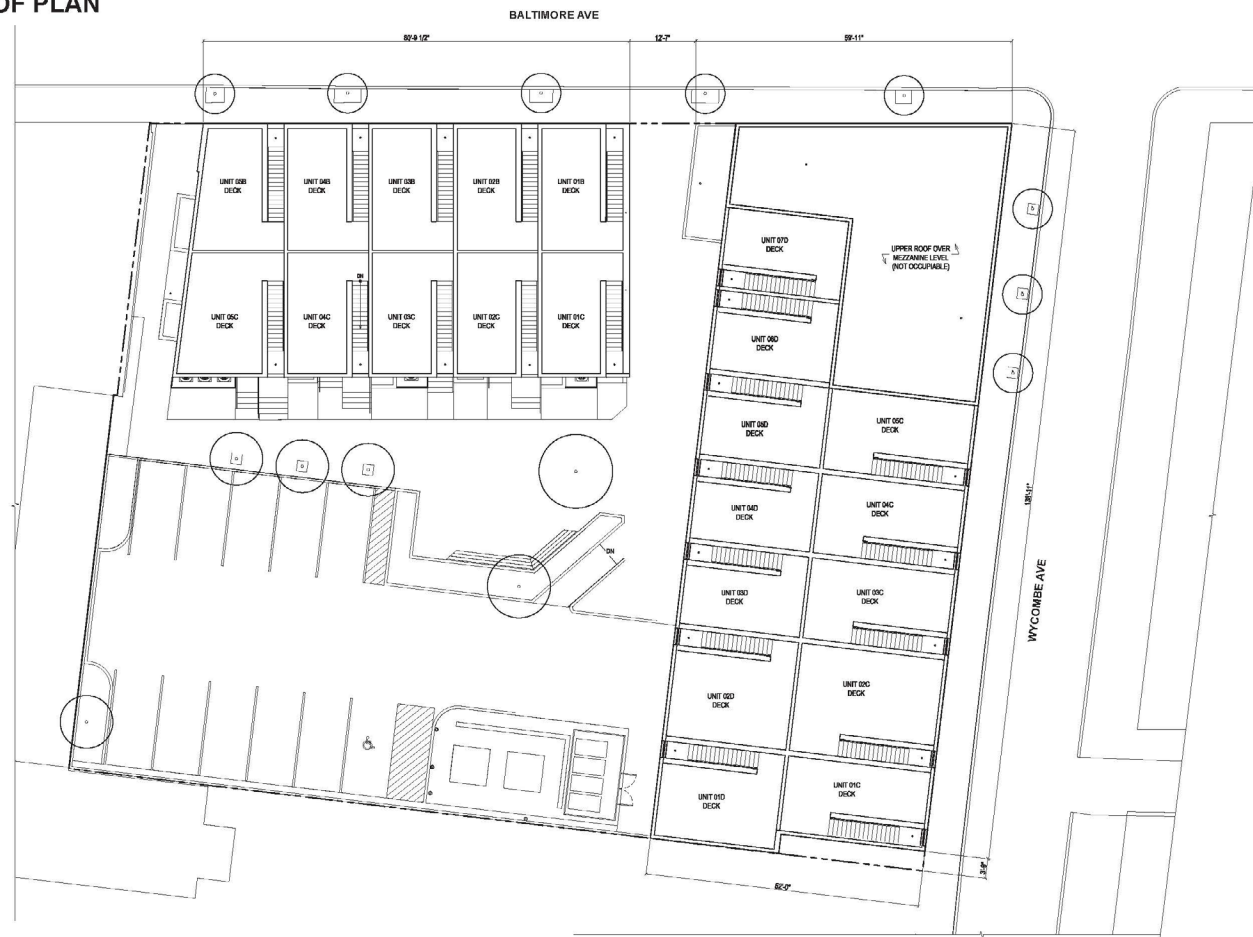 OF PLAN
BALTIMORE AVE
80'-9 1/2"
12'-7"
59'-11"
UNIT 05B
DECK
UNIT 04B
DECK
UNIT 03B
DECK
UNIT 02B
DECK
UNIT 01B
DECK
UNIT 07D
DECK
UPPER ROOF OVER
MEZZANINE LEVEL
(NOT OCCUPIABLE)
DN
UNIT 05C
DECK
UNIT 04C
DECK
UNIT 03C
DECK
UNIT 02C
DECK
UNIT 01C
DECK
UNIT 06D
DECK
UNIT 05D
DECK
UNIT 05C
DECK
UNIT 04D
DECK
UNIT 04C
DECK
DN
UNIT 03D
DECK
UNIT 03C
DECK
WYCOMBE AVE
UNIT 02D
DECK
UNIT 02C
DECK
UNIT 01D
DECK
UNIT 01C
DECK